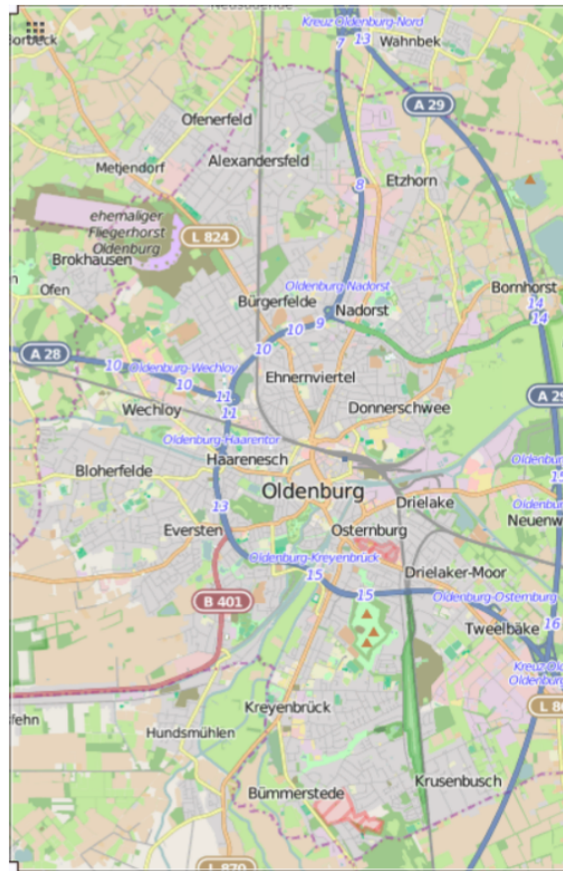 Neusüdende
Kreuz Oldenburg-Nord
7
13
Wahnbek
A 29
Ofenerfeld
Alexandersfeld
Metjendorf
Etzhorn
8
ehemaliger
Fliegerhorst
Oldenburg
L 824
Brokhausen
Ofen
Oldenburg-Nadorst
Bornhorst
Bürgerfelde
Nadorst
14
14
10
9
10
A 28
10
Oldenburg-Wechloy
10
11
11
Ehnernviertel
A 29
Wechloy
Donnerschwee
Oldenburg-Haarentor
Haarenesch
Bloherfelde
15
Oldenburg
Drielake
13
Eversten
Osternburg
Oldenburg-Kreyenbrück
15
Drielaker-Moor
15
Oldenburg-Osternburg
B 401
16
Tweelbäke
Kreyenbrück
Hundsmühlen
Krusenbusch
Bümmerstede
L 870